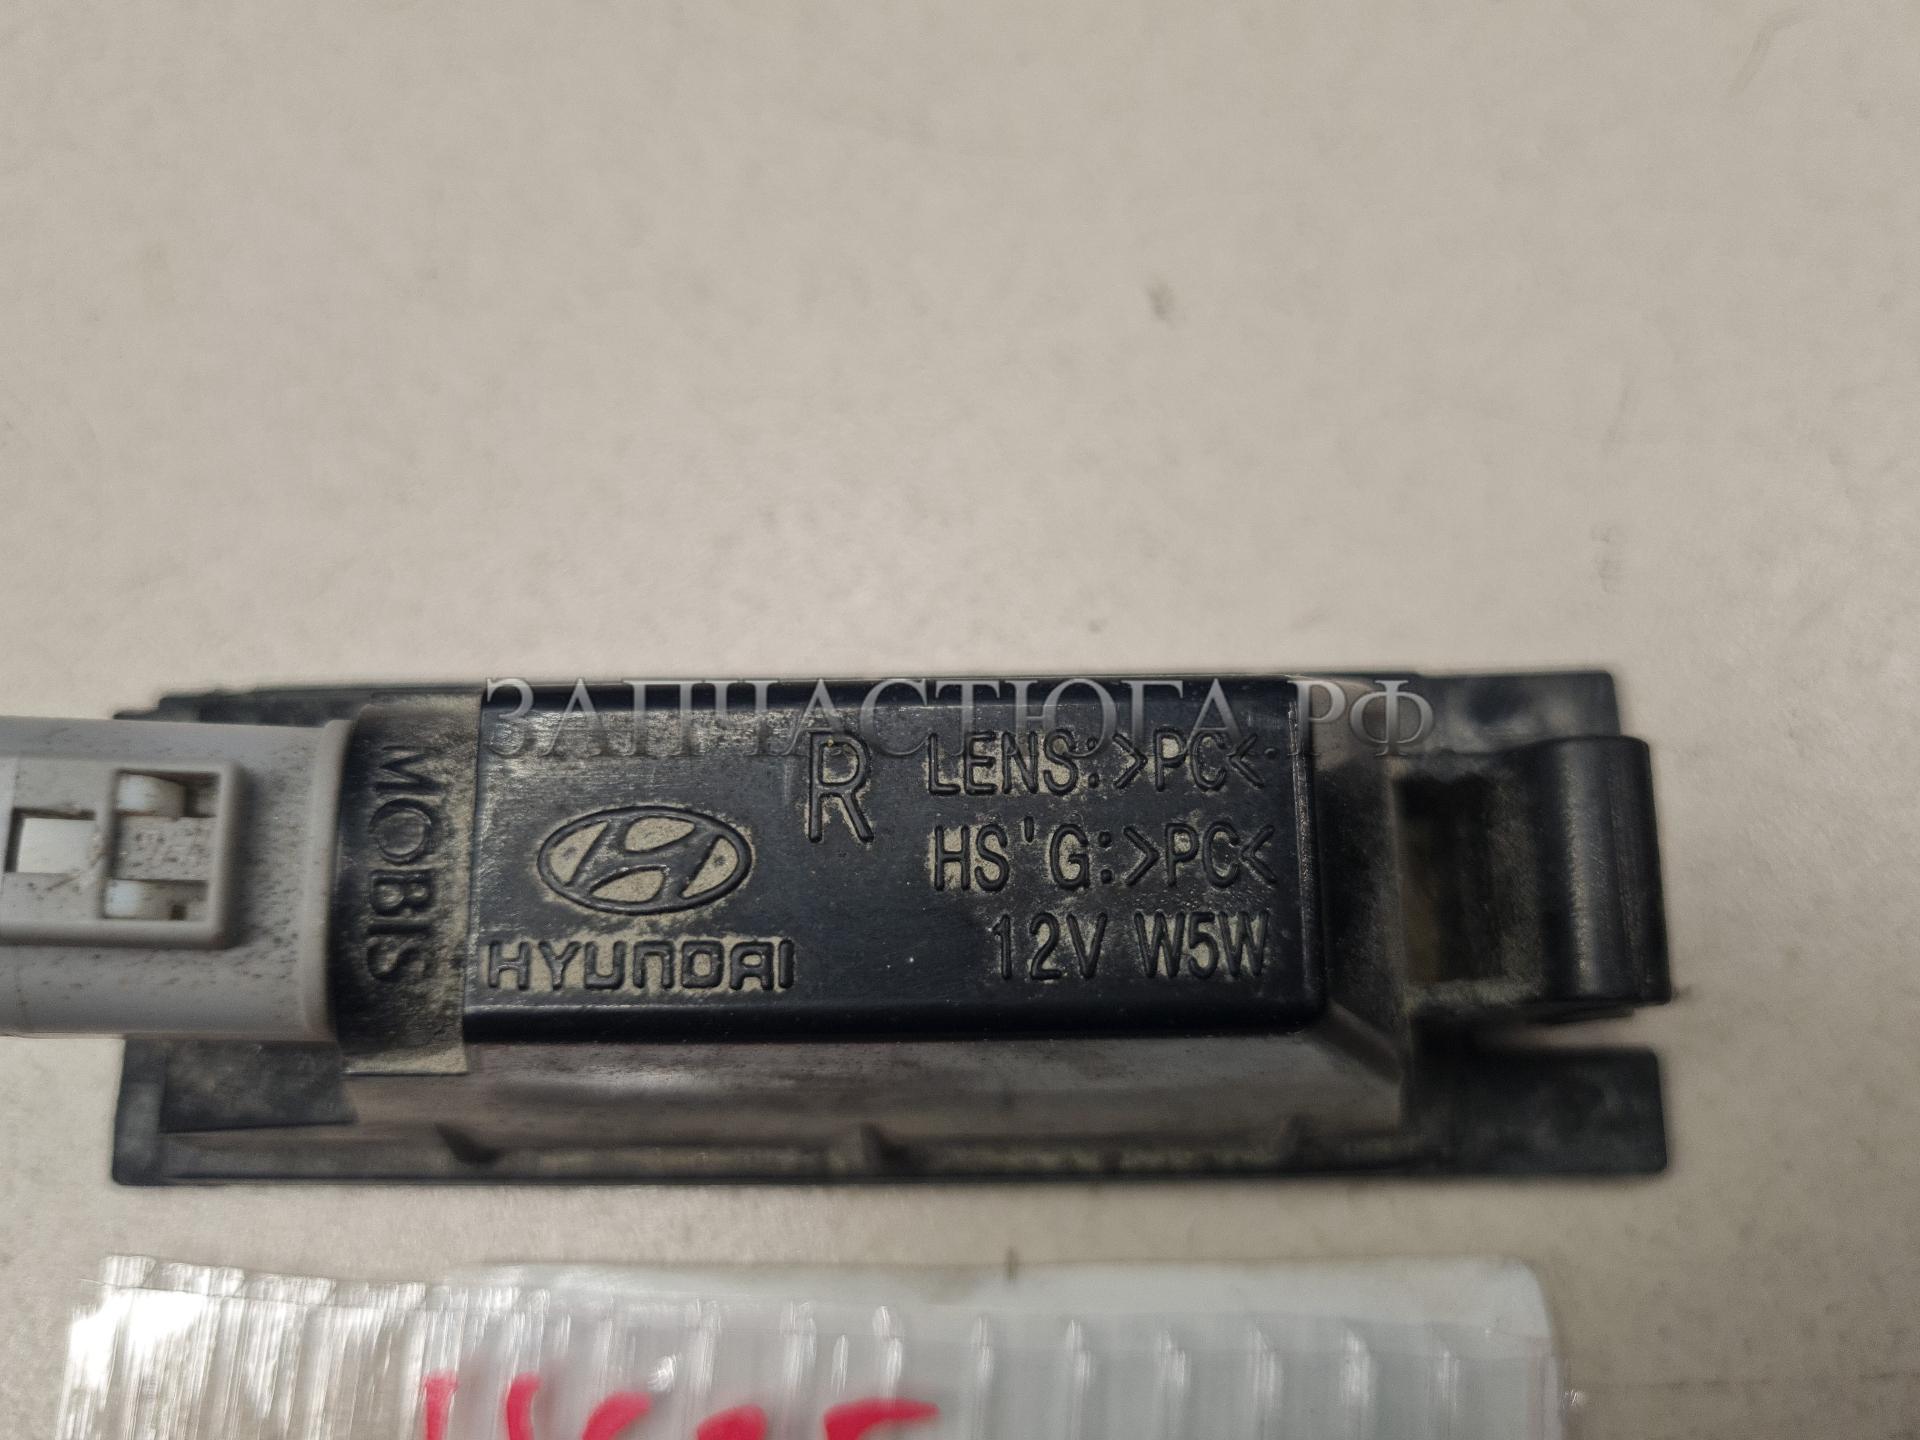 ЗАПЧАСТЮГА.РФ
MOBIS
R
LENS:>PC<
HS'G:>PC<
12V W5W
HYUNDAI